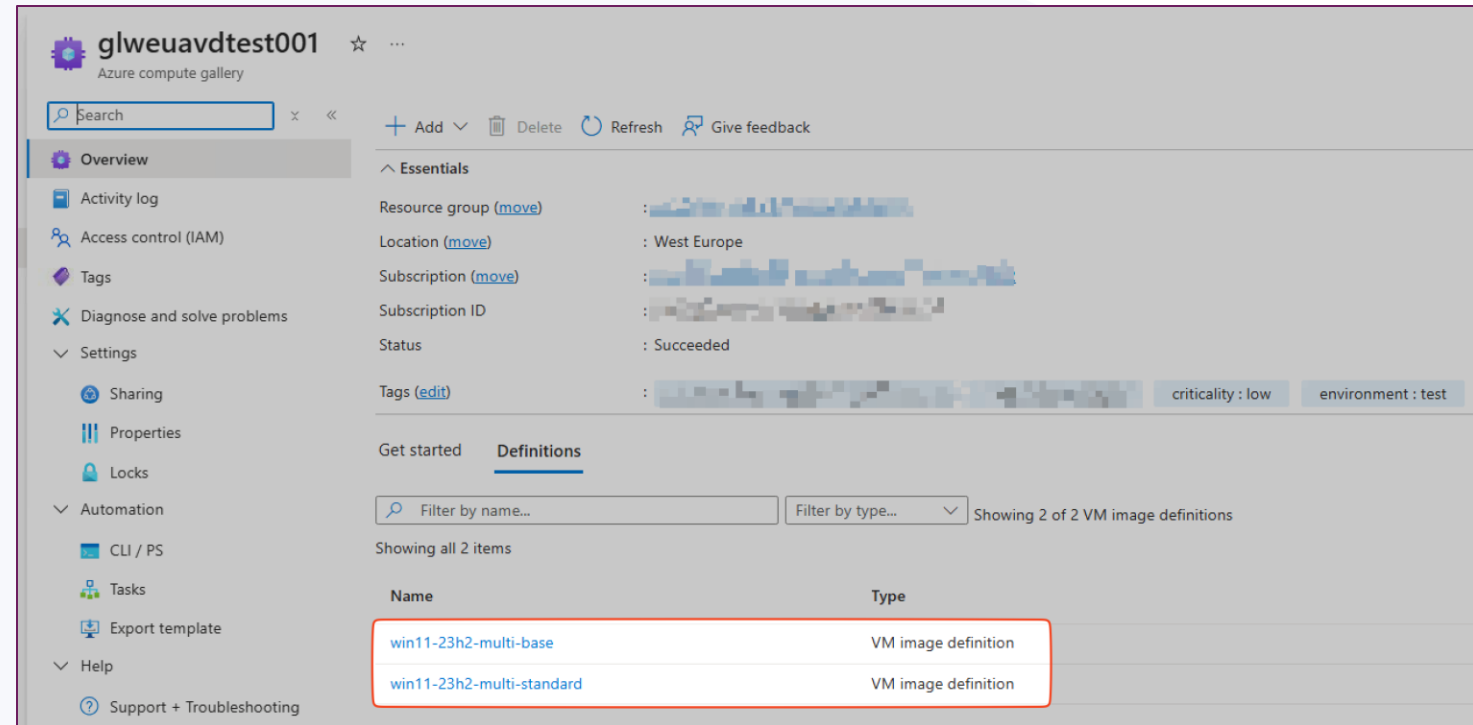 glweuavdtest001
Azure compute gallery
Search
Overview
Activity log
Access control (IAM)
Tags
Diagnose and solve problems
Settings
Sharing
Properties
Locks
Automation
CLI / PS
Tasks
Export template
Help
Support + Troubleshooting
Add Delete Refresh Give feedback
Essentials
Resource group (move) :
Location (move) : West Europe
Subscription (move) :
Subscription ID :
Status : Succeeded
Tags (edit) : criticality : low environment : test
Get started Definitions
Filter by name... Filter by type... Showing 2 of 2 VM image definitions
Showing all 2 items
Name Type
win11-23h2-multi-base VM image definition
win11-23h2-multi-standard VM image definition